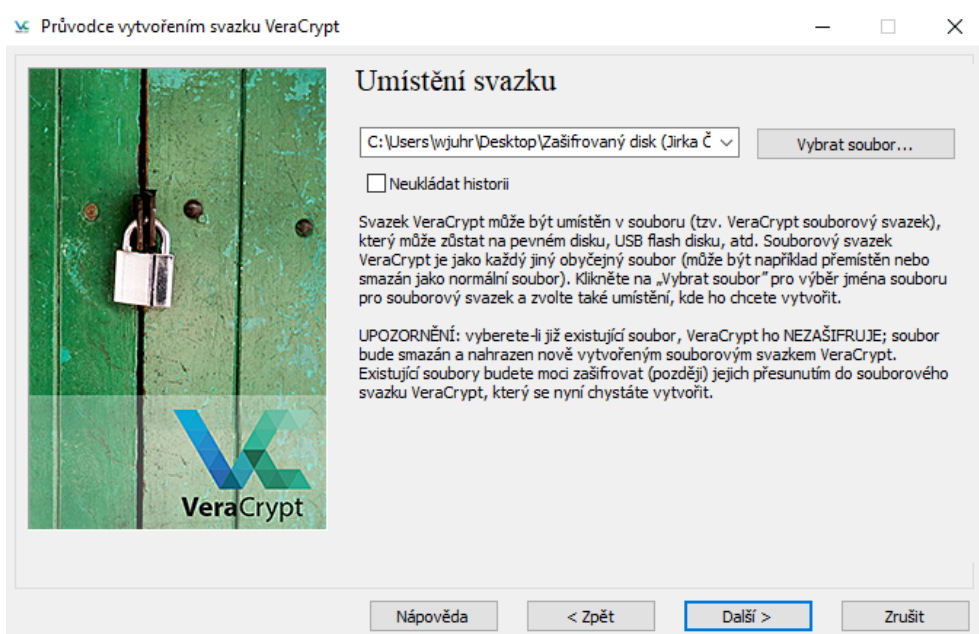 Průvodce vytvořením svazku VeraCrypt
Umístění svazku
C:\Users\wjuhr\Desktop\Zašifrovaný disk (Jirka Č
Vybrat soubor...
Neukládat historii
Svazek VeraCrypt může být umístěn v souboru (tzv. VeraCrypt souborový svazek),
který může zůstat na pevném disku, USB flash disku, atd. Souborový svazek
VeraCrypt je jako každý jiný obyčejný soubor (může být například přemístěn nebo
smazán jako normální soubor). Klikněte na „Vybrat soubor” pro výběr jména souboru
pro souborový svazek a zvolte také umístění, kde ho chcete vytvořit.
UPOZORNĚNÍ: vyberete-li již existující soubor, VeraCrypt ho NEZAŠIFRUJE; soubor
bude smazán a nahrazen nově vytvořeným souborovým svazkem VeraCrypt.
Existující soubory budete moci zašifrovat (později) jejich přesunutím do souborového
svazku VeraCrypt, který se nyní chystáte vytvořit.
VeraCrypt
Nápověda
< Zpět
Další >
Zrušit